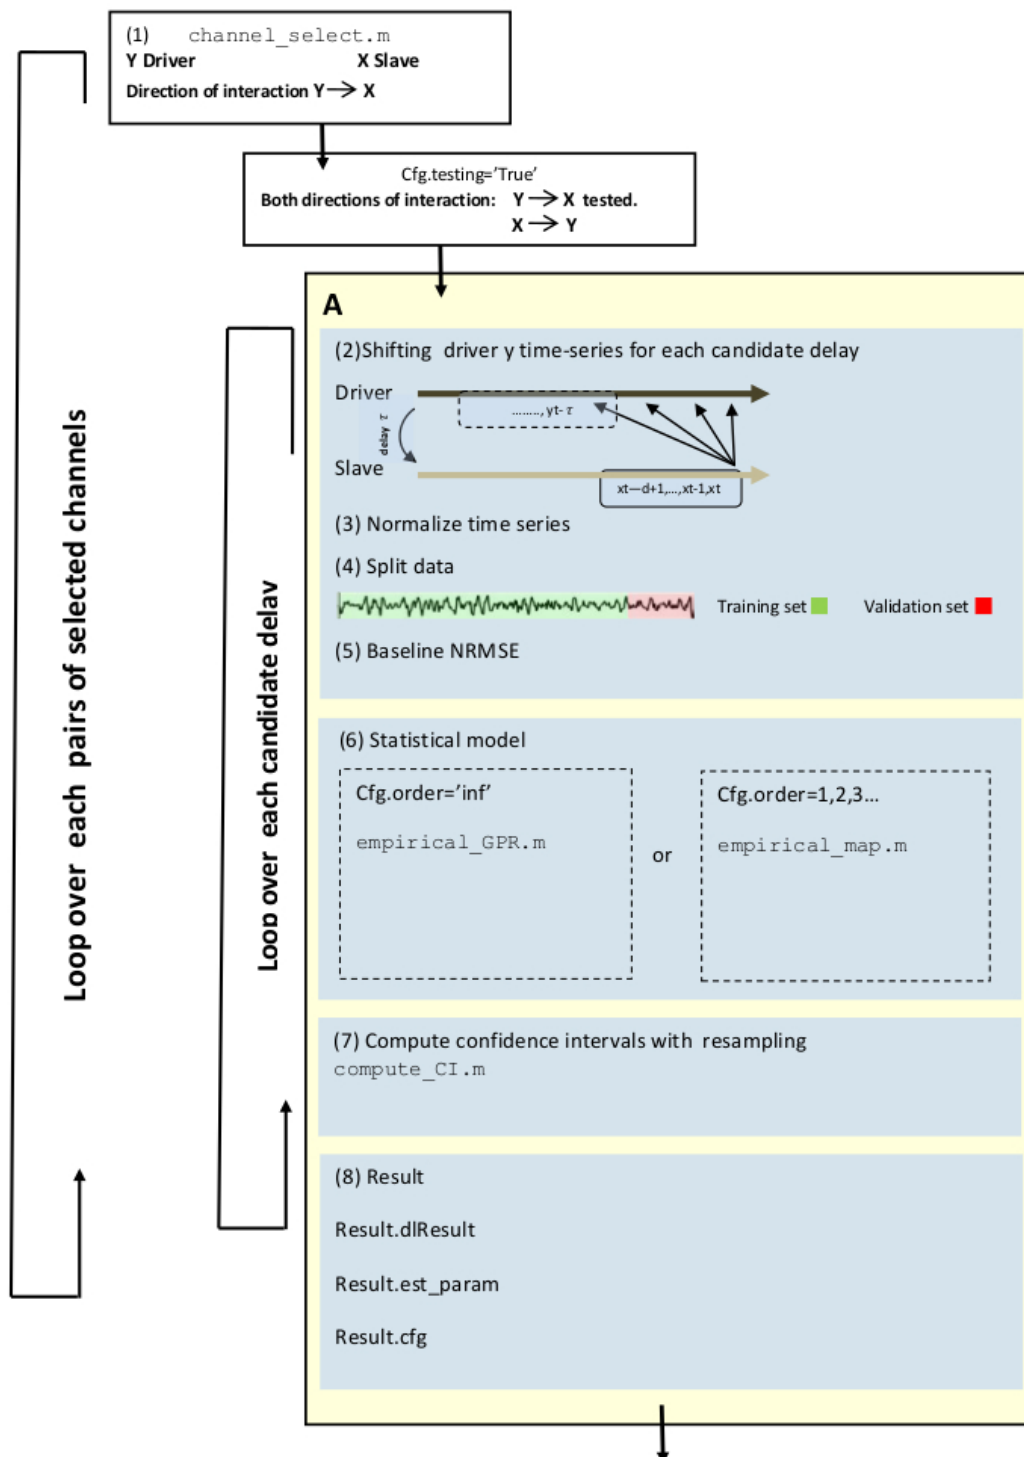 (1) channel_select.m
Y Driver X Slave
Direction of interaction Y → X
Cfg.testing='True'
Both directions of interaction: Y → X tested.
X → Y
A
(2)Shifting driver y time-series for each candidate delay
Driver
........, yt- τ
delay τ
Slave
xt—d+1,...,xt-1,xt
(3) Normalize time series
(4) Split data
Training set Validation set
(5) Baseline NRMSE
(6) Statistical model
Cfg.order='inf'
empirical_GPR.m
or
Cfg.order=1,2,3...
empirical_map.m
(7) Compute confidence intervals with resampling
compute_CI.m
(8) Result
Result.dlResult
Result.est_param
Result.cfg
Loop over each pairs of selected channels
Loop over each candidate delay